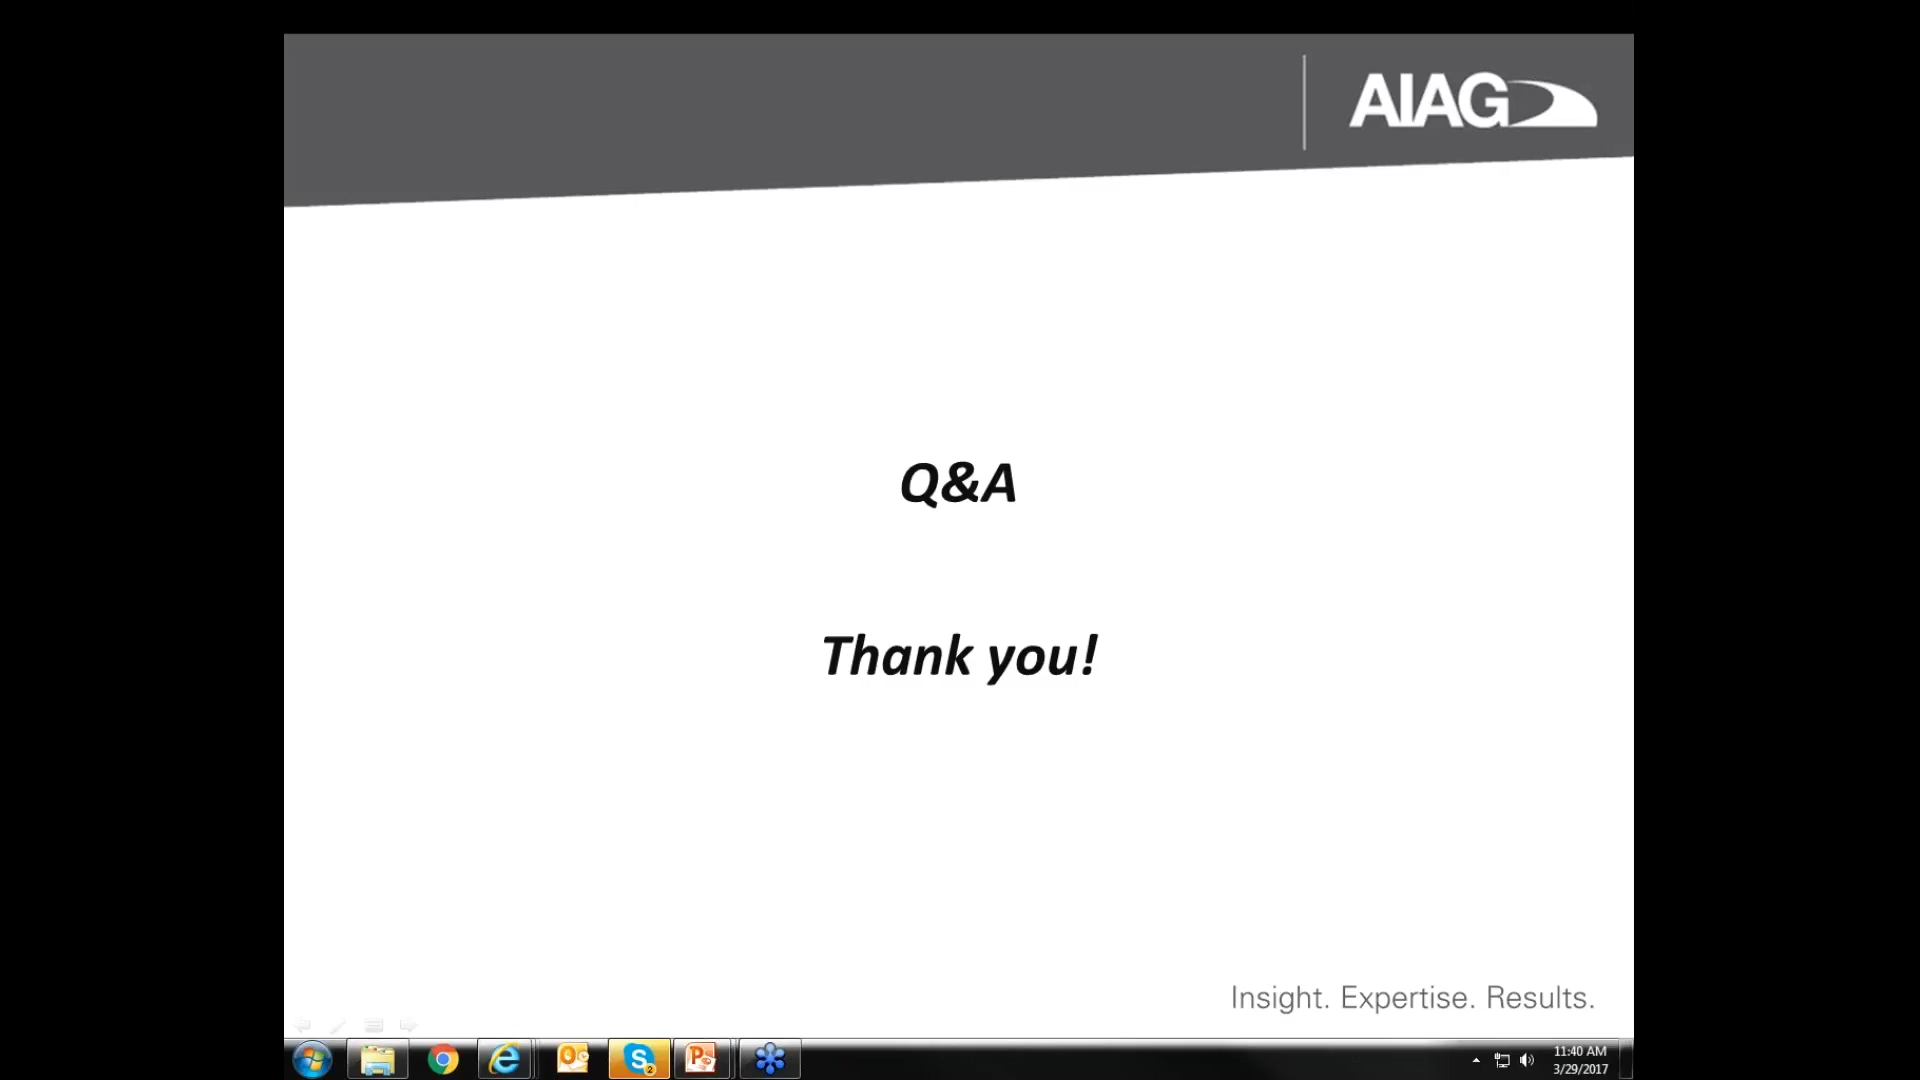 AIAG
Q&A
Thank you!
Insight. Expertise. Results.
11:40 AM
3/29/2017